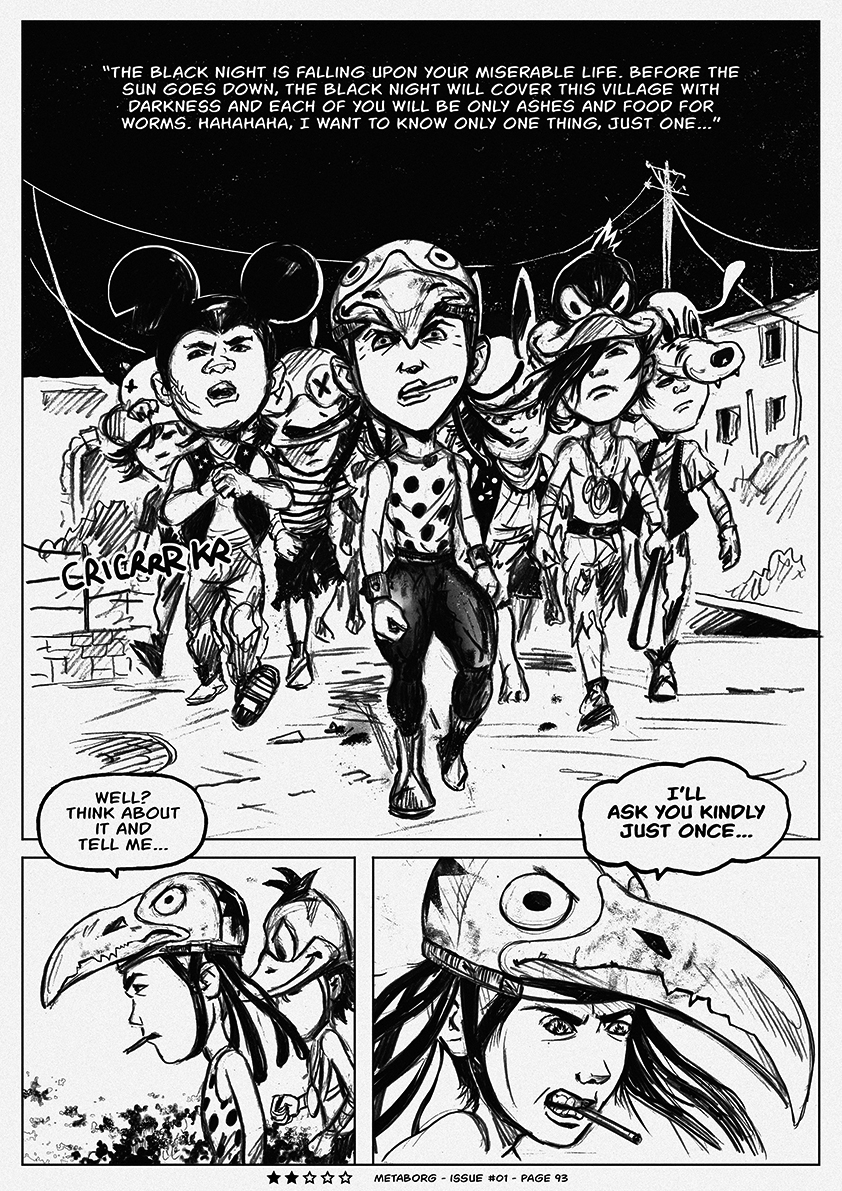 “THE BLACK NIGHT IS FALLING UPON YOUR MISERABLE LIFE. BEFORE THE
SUN GOES DOWN, THE BLACK NIGHT WILL COVER THIS VILLAGE WITH
DARKNESS AND EACH OF YOU WILL BE ONLY ASHES AND FOOD FOR
WORMS. HAHAHAHA, I WANT TO KNOW ONLY ONE THING, JUST ONE...”
CRICRRR KR
WELL?
THINK ABOUT
IT AND
TELL ME...
I'LL
ASK YOU KINDLY
JUST ONCE...
METABORG - ISSUE #01 - PAGE 93